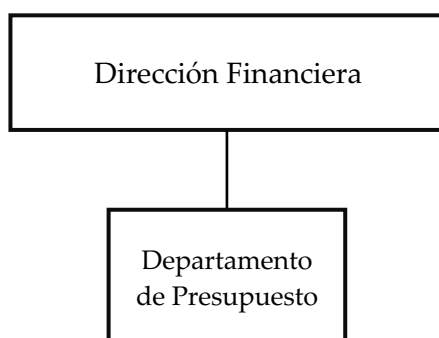 Dirección Financiera
Departamento
de Presupuesto